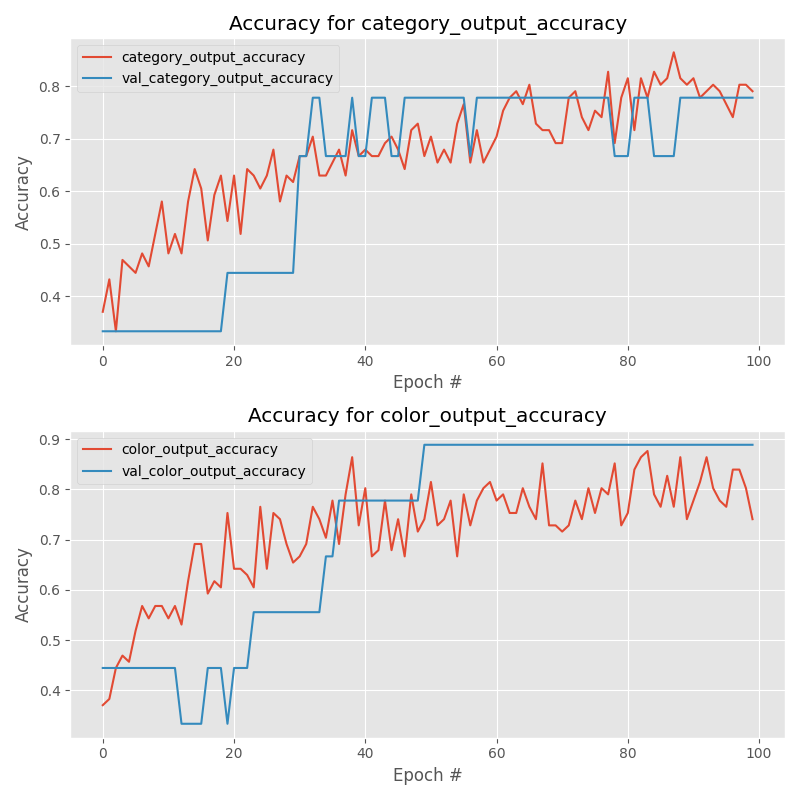 Accuracy for category_output_accuracy
category_output_accuracy
val_category_output_accuracy
0.8
0.7
0.6
0.5
0.4
Accuracy
0 20 40 60 80 100
Epoch #
Accuracy for color_output_accuracy
color_output_accuracy
val_color_output_accuracy
0.9
0.8
0.7
0.6
0.5
0.4
Accuracy
0 20 40 60 80 100
Epoch #